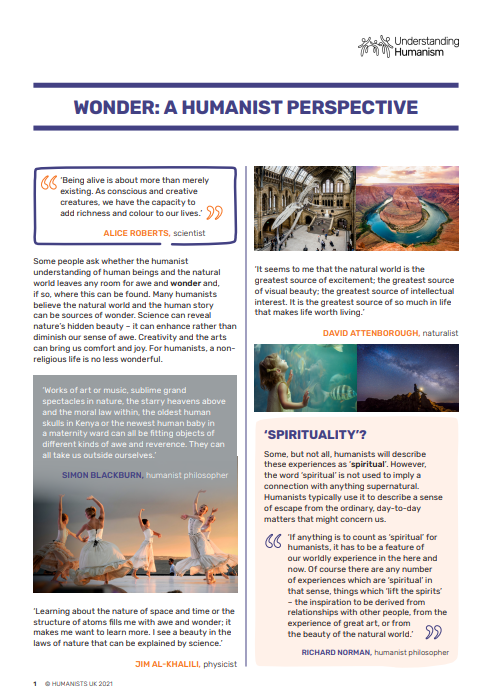 Understanding
Humanism
WONDER: A HUMANIST PERSPECTIVE
‘Being alive is about more than merely
existing. As conscious and creative
creatures, we have the capacity to
add richness and colour to our lives.’
ALICE ROBERTS, scientist
Some people ask whether the humanist
understanding of human beings and the natural
world leaves any room for awe and wonder and,
if so, where this can be found. Many humanists
believe the natural world and the human story
can be sources of wonder. Science can reveal
nature’s hidden beauty – it can enhance rather than
diminish our sense of awe. Creativity and the arts
can bring us comfort and joy. For humanists, a non-
religious life is no less wonderful.
‘Works of art or music, sublime grand
spectacles in nature, the starry heavens above
and the moral law within, the oldest human
skulls in Kenya or the newest human baby in
a maternity ward can all be fitting objects of
different kinds of awe and reverence. They can
all take us outside ourselves.’
SIMON BLACKBURN, humanist philosopher
‘Learning about the nature of space and time or the
structure of atoms fills me with awe and wonder; it
makes me want to learn more. I see a beauty in the
laws of nature that can be explained by science.’
JIM AL-KHALILI, physicist
‘It seems to me that the natural world is the
greatest source of excitement; the greatest source
of visual beauty; the greatest source of intellectual
interest. It is the greatest source of so much in life
that makes life worth living.’
DAVID ATTENBOROUGH, naturalist
‘SPIRITUALITY’?
Some, but not all, humanists will describe
these experiences as ‘spiritual’. However,
the word ‘spiritual’ is not used to imply a
connection with anything supernatural.
Humanists typically use it to describe a sense
of escape from the ordinary, day-to-day
matters that might concern us.
‘If anything is to count as ‘spiritual’ for
humanists, it has to be a feature of
our worldly experience in the here and
now. Of course there are any number
of experiences which are ‘spiritual’ in
that sense, things which ‘lift the spirits’
– the inspiration to be derived from
relationships with other people, from the
experience of great art, or from
the beauty of the natural world.’
RICHARD NORMAN, humanist philosopher
1 © HUMANISTS UK 2021